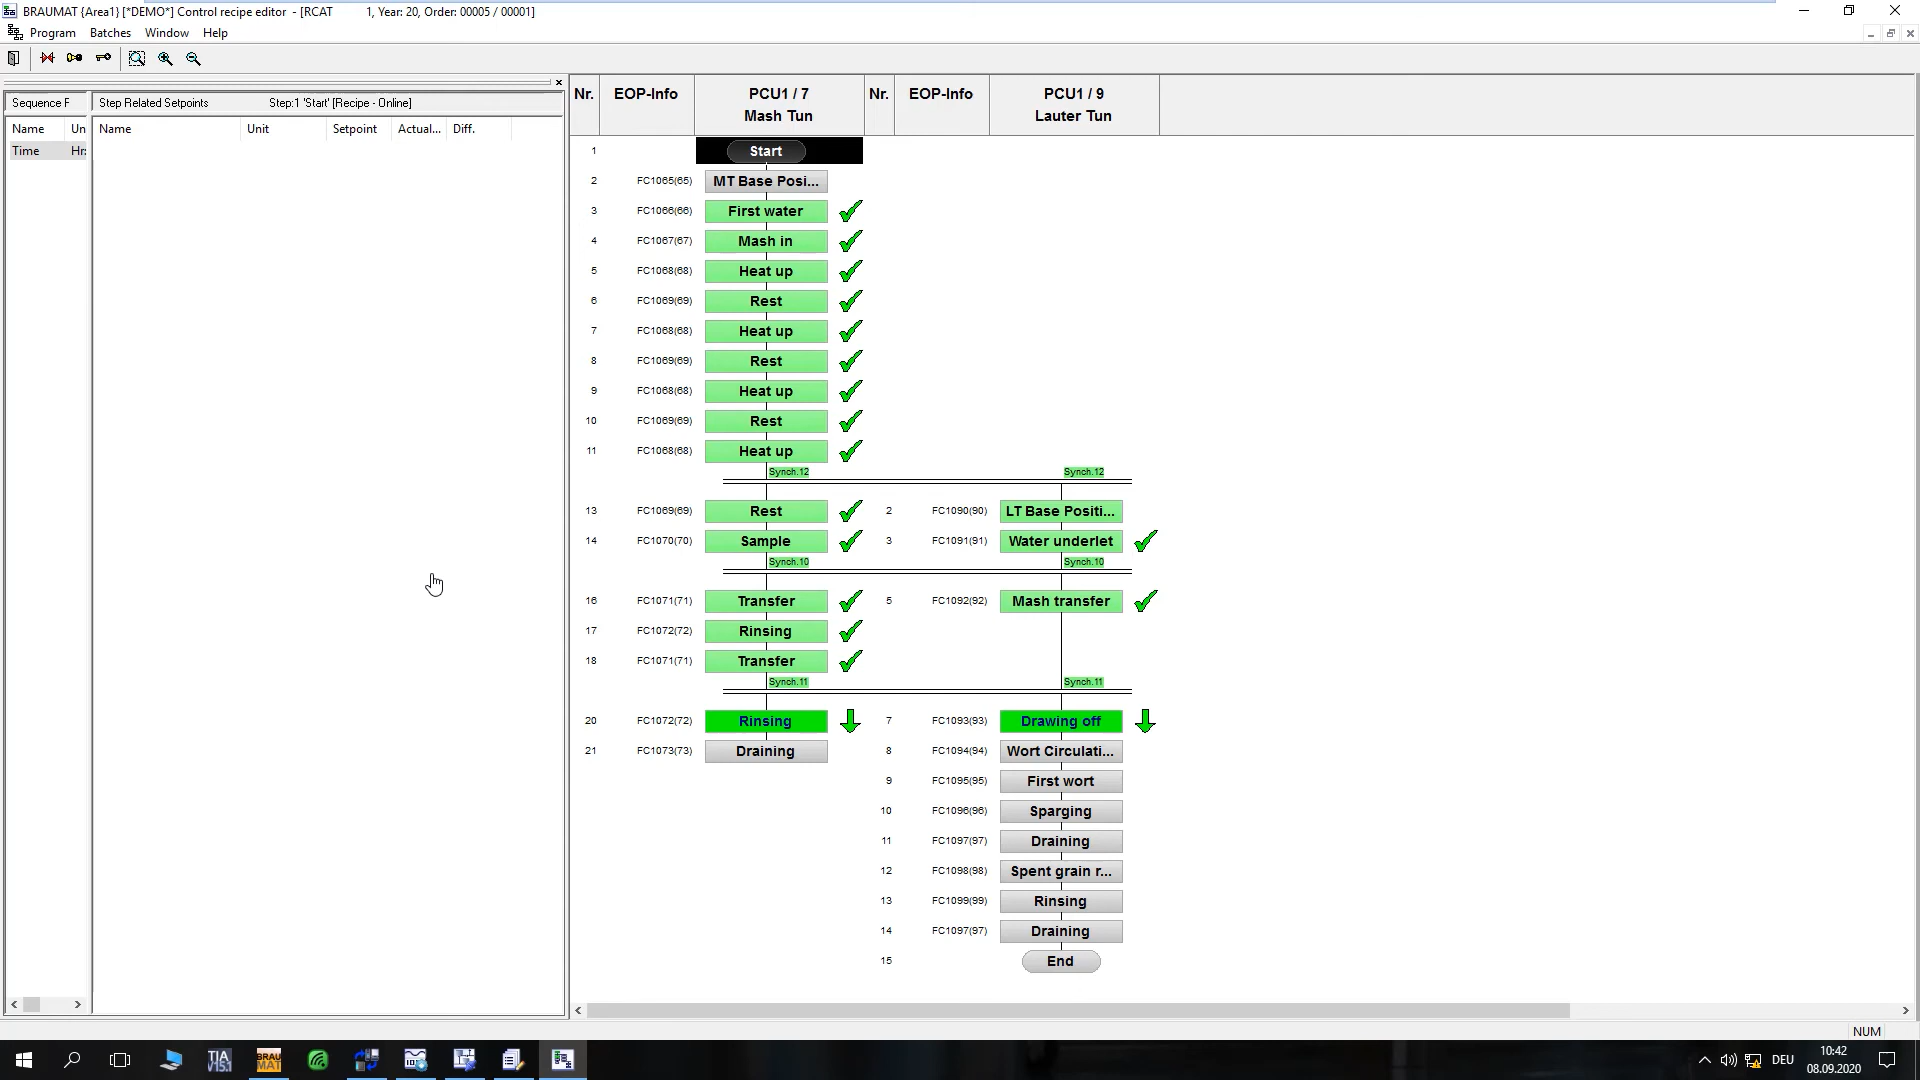 BRAUMAT {Area1} [*DEMO*] Control recipe editor - [RCAT 1, Year: 20, Order: 00005 / 00001]
Program Batches Window Help
Sequence F
Name Un
Time Hr:
Step Related Setpoints Step:1 'Start' [Recipe - Online]
Name Unit Setpoint Actual... Diff.
Nr. EOP-Info PCU1 / 7 Nr. EOP-Info PCU1 / 9
Mash Tun Lauter Tun
1 Start
2 FC1065(65) MT Base Posi...
3 FC1066(66) First water
4 FC1067(67) Mash in
5 FC1068(68) Heat up
6 FC1069(69) Rest
7 FC1068(68) Heat up
8 FC1069(69) Rest
9 FC1068(68) Heat up
10 FC1069(69) Rest
11 FC1068(68) Heat up
Synch.12 Synch.12
13 FC1069(69) Rest 2 FC1090(90) LT Base Positi...
14 FC1070(70) Sample 3 FC1091(91) Water underlet
Synch.10 Synch.10
16 FC1071(71) Transfer 5 FC1092(92) Mash transfer
17 FC1072(72) Rinsing
18 FC1071(71) Transfer
Synch.11 Synch.11
20 FC1072(72) Rinsing 7 FC1093(93) Drawing off
21 FC1073(73) Draining 8 FC1094(94) Wort Circulati...
9 FC1095(95) First wort
10 FC1096(96) Sparging
11 FC1097(97) Draining
12 FC1098(98) Spent grain r...
13 FC1099(99) Rinsing
14 FC1097(97) Draining
15 End
NUM
TIA V15.1
BRAU MAT
DEU
10:42
08.09.2020